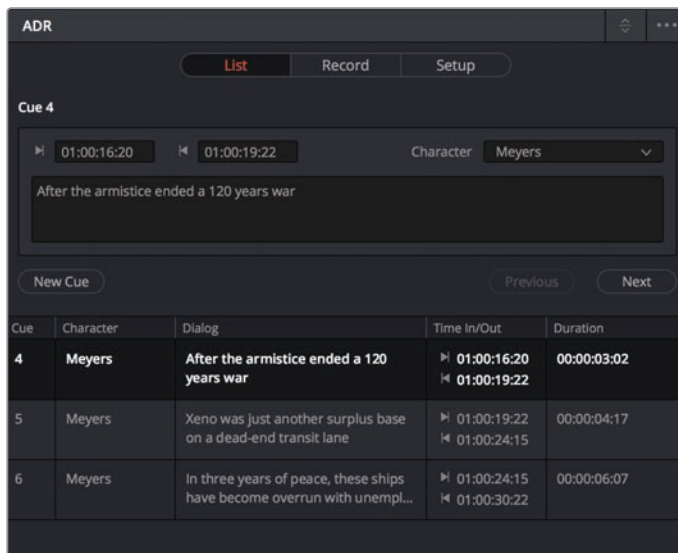 ADR
List Record Setup
Cue 4
01:00:16:20 01:00:19:22 Character Meyers
After the armistice ended a 120 years war
New Cue Previous Next
Cue Character Dialog Time In/Out Duration
4 Meyers After the armistice ended a 120 01:00:16:20 00:00:03:02
years war 01:00:19:22
5 Meyers Xeno was just another surplus base 01:00:19:22 00:00:04:17
on a dead-end transit lane 01:00:24:15
6 Meyers In three years of peace, these ships 01:00:24:15 00:00:06:07
have become overrun with unempl... 01:00:30:22